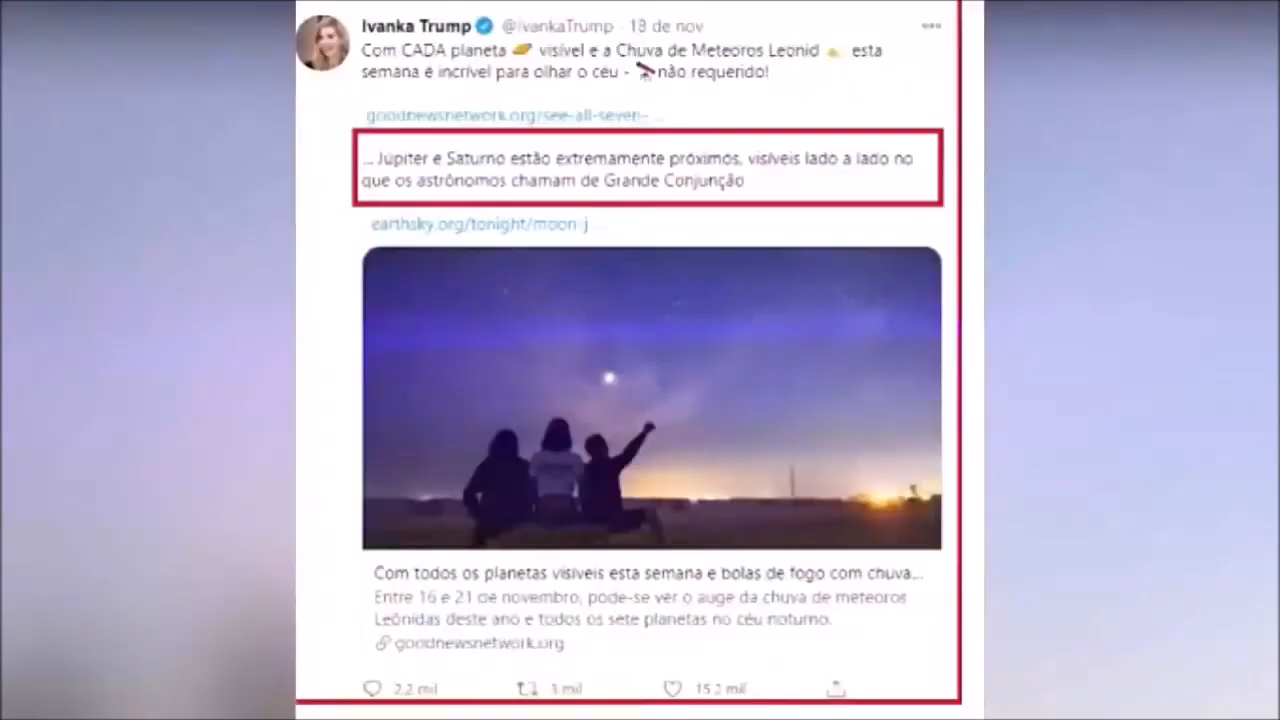 Ivanka Trump @IvankaTrump · 18 de nov
Com CADA planeta 🪐 visível e a Chuva de Meteoros Leonid ☄️ esta
semana é incrível para olhar o céu - 🔭não requerido!
goodnewsnetwork.org/see-all-seven-...
... Júpiter e Saturno estão extremamente próximos, visíveis lado a lado no
que os astrônomos chamam de Grande Conjunção
earthsky.org/tonight/moon-j ...
Com todos os planetas visíveis esta semana e bolas de fogo com chuva...
Entre 16 e 21 de novembro, pode-se ver o auge da chuva de meteoros
Leônidas deste ano e todos os sete planetas no céu noturno.
goodnewsnetwork.org
2,2 mil 3 mil 15,2 mil